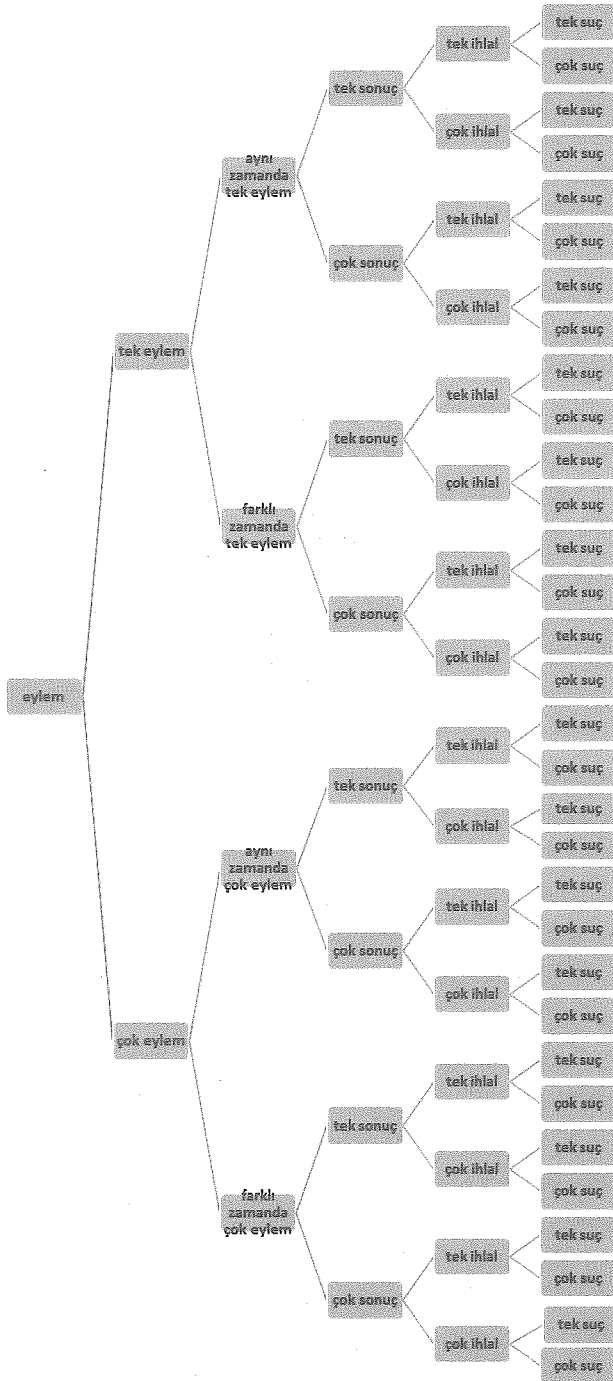 eylem
tek eylem
aynı
zamanda
tek eylem
tek sonuç
tek ihlal
tek suç
çok suç
çok ihlal
tek suç
çok suç
çok sonuç
tek ihlal
tek suç
çok suç
çok ihlal
tek suç
çok suç
farklı
zamanda
tek eylem
tek sonuç
tek ihlal
tek suç
çok suç
çok ihlal
tek suç
çok suç
çok sonuç
tek ihlal
tek suç
çok suç
çok ihlal
tek suç
çok suç
çok eylem
aynı
zamanda
çok eylem
tek sonuç
tek ihlal
tek suç
çok suç
çok ihlal
tek suç
çok suç
çok sonuç
tek ihlal
tek suç
çok suç
çok ihlal
tek suç
çok suç
farklı
zamanda
çok eylem
tek sonuç
tek ihlal
tek suç
çok suç
çok ihlal
tek suç
çok suç
çok sonuç
tek ihlal
tek suç
çok suç
çok ihlal
tek suç
çok suç